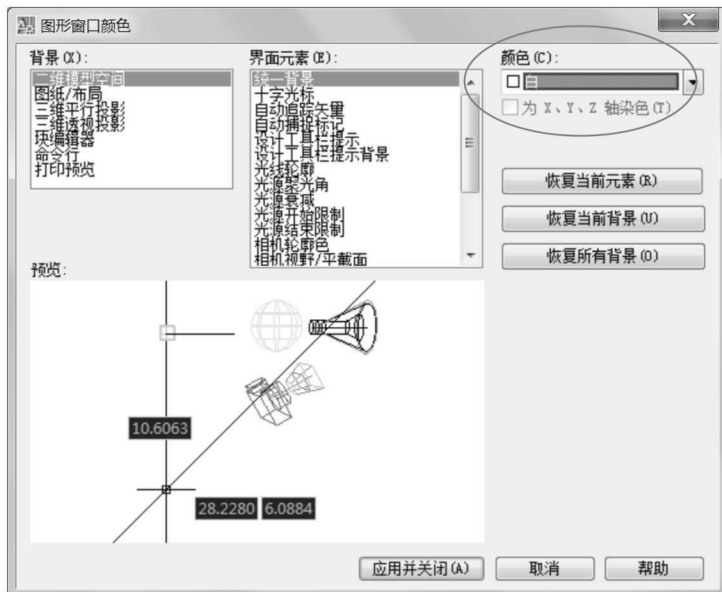 图形窗口颜色
背景(X):
二维模型空间
图纸/布局
三维平行投影
三维透视投影
块编辑器
命令行
打印预览
界面元素(E):
统一背景
十字光标
自动追踪矢量
自动捕捉标记
设计工具栏提示
设计工具栏提示背景
光线轮廓
光源聚光角
光源衰减
光源开始限制
光源结束限制
相机轮廓色
相机视野/平截面
颜色(C):
白
为 X、Y、Z 轴染色(T)
恢复当前元素(R)
恢复当前背景(U)
恢复所有背景(O)
预览:
10.6063
28.2280 6.0884
应用并关闭(A)
取消
帮助